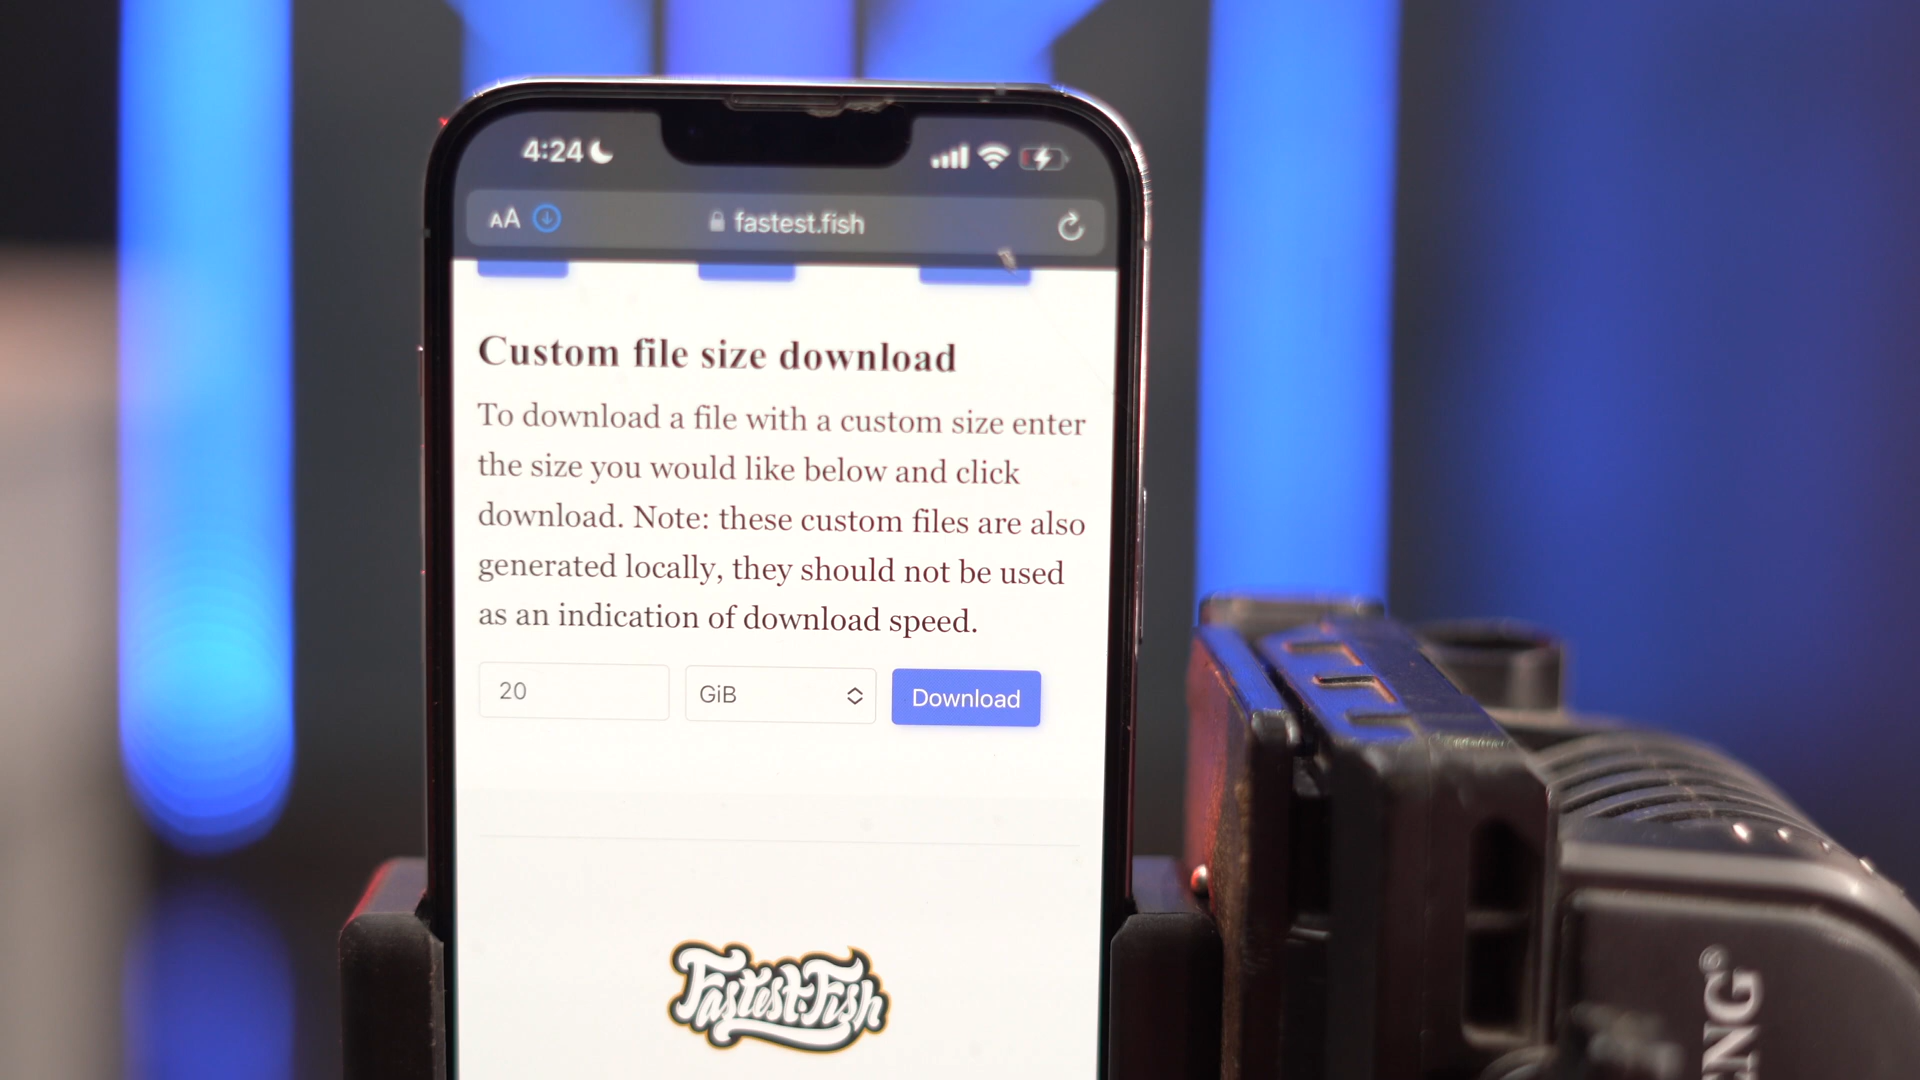 4:24
AA fastest.fish
Custom file size download
To download a file with a custom size enter
the size you would like below and click
download. Note: these custom files are also
generated locally, they should not be used
as an indication of download speed.
20 GiB Download
Fastest.Fish
ENG®